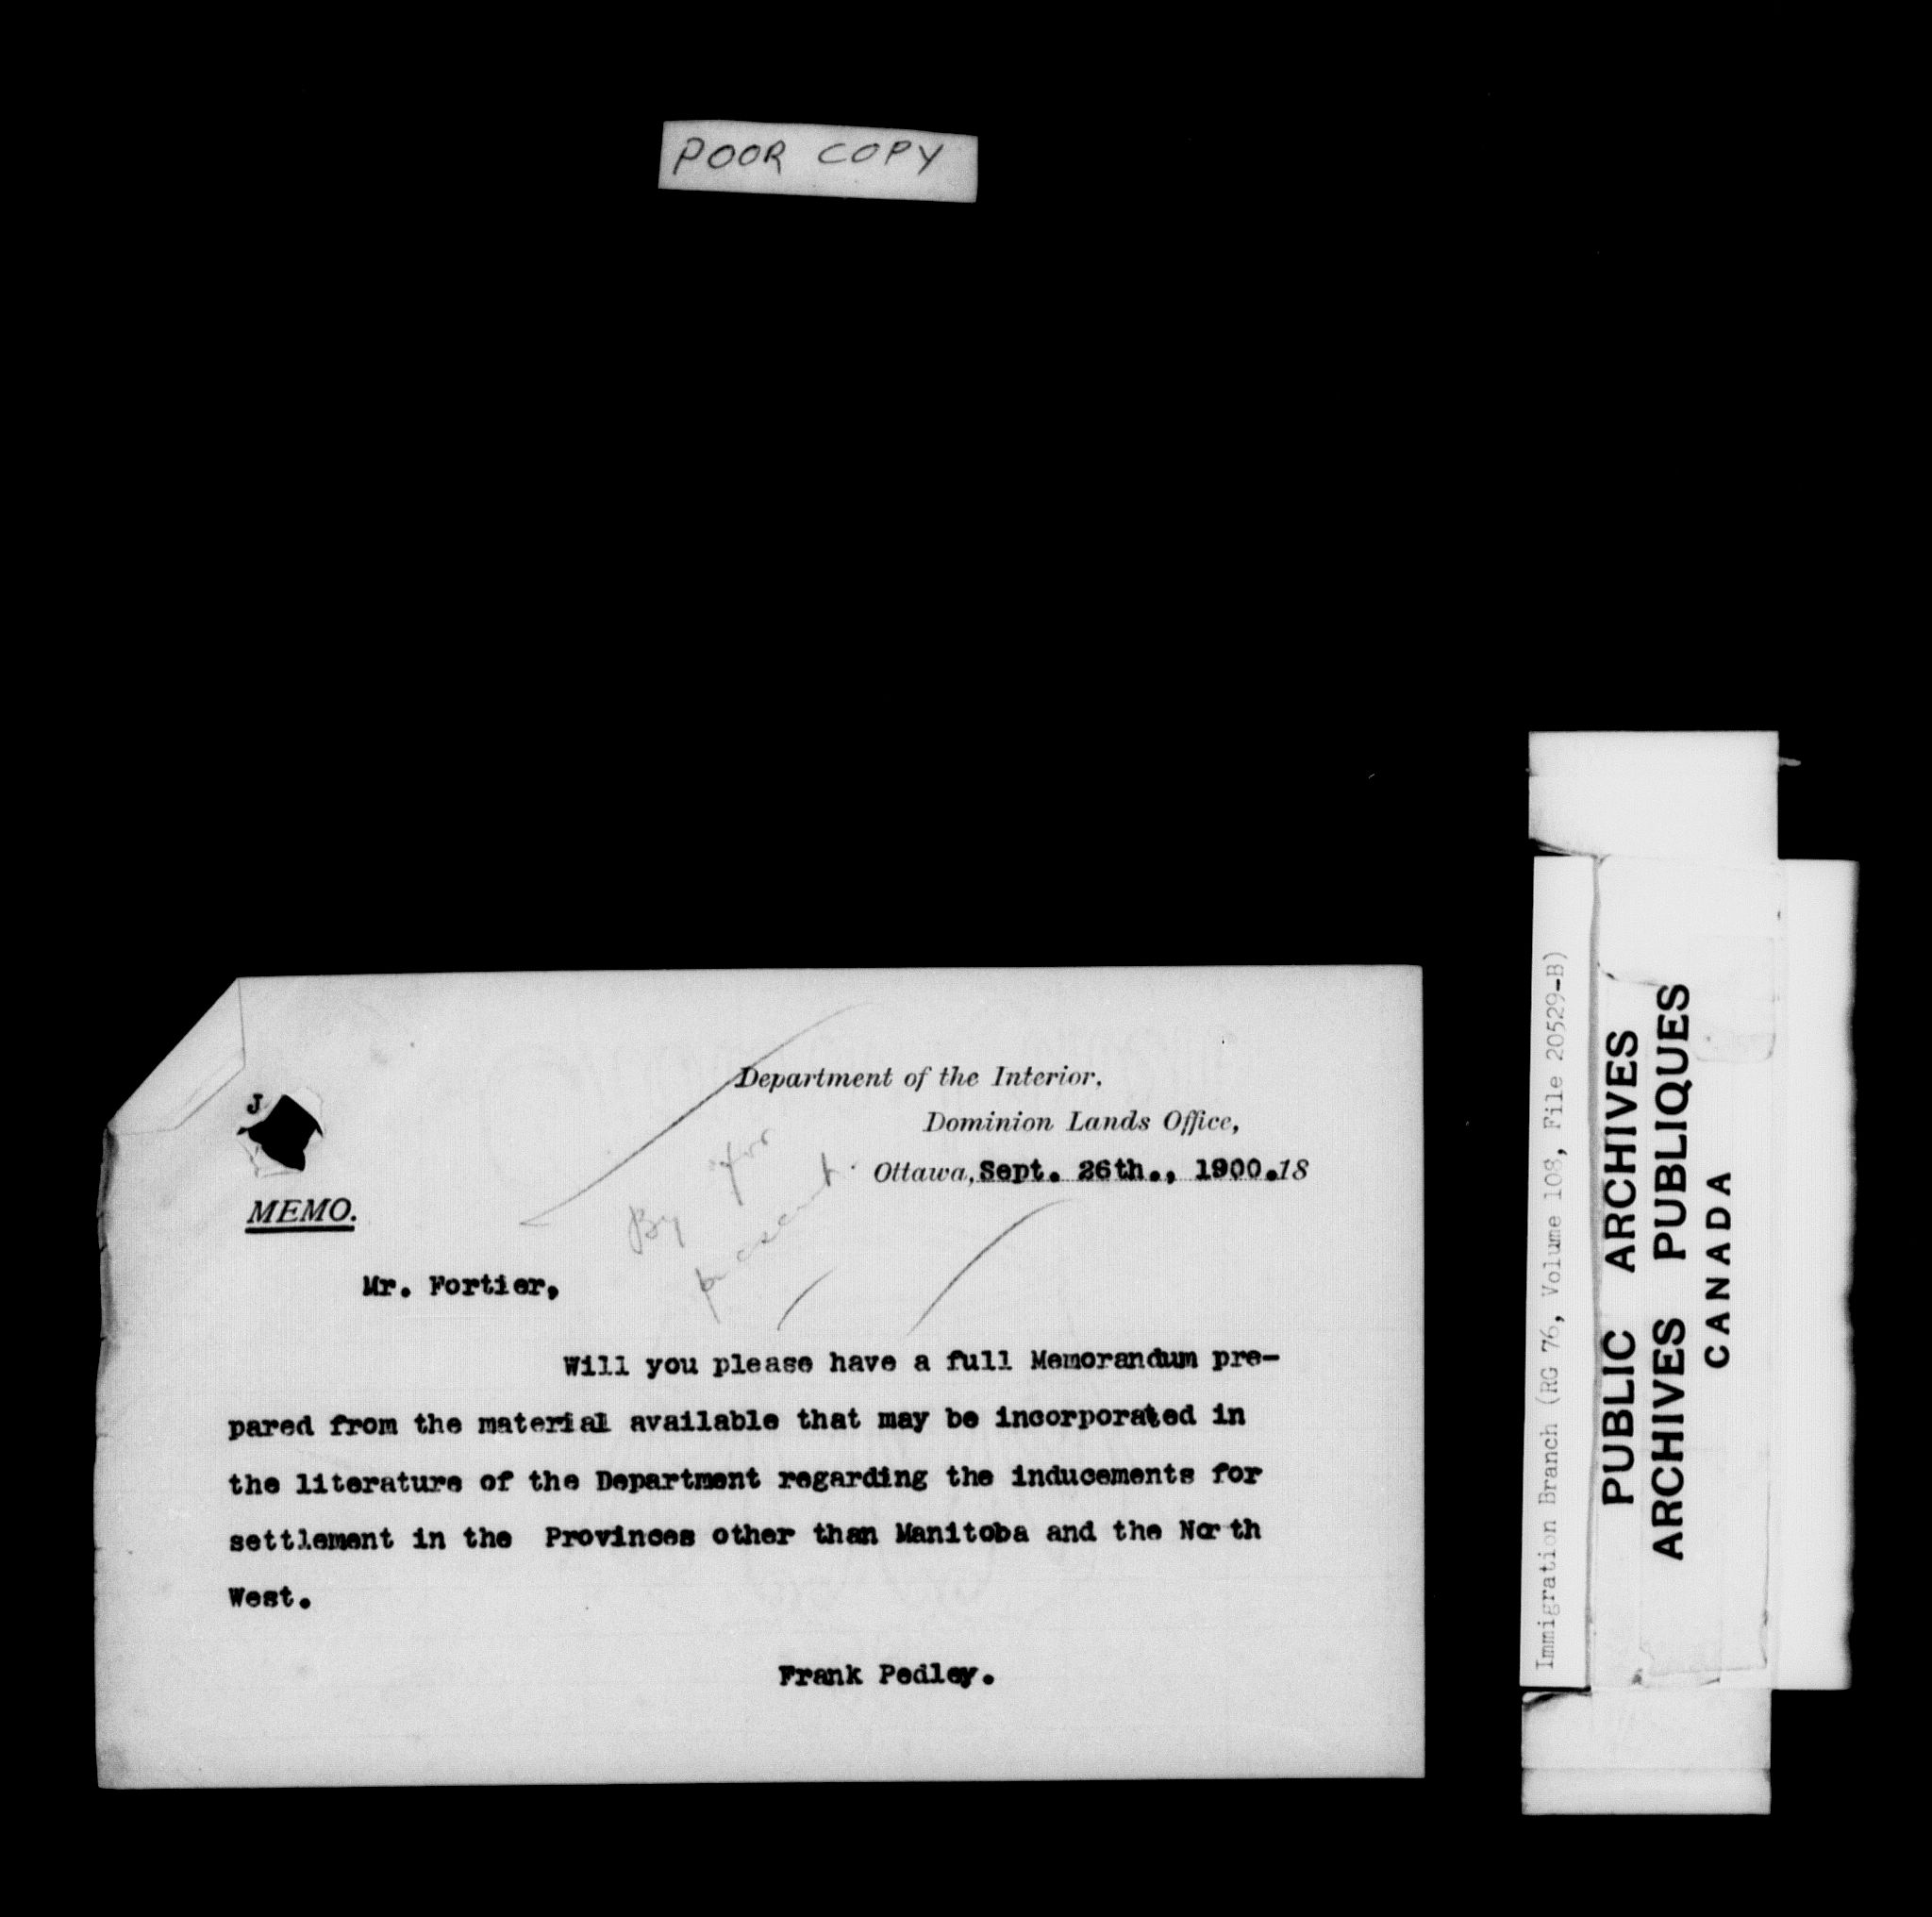 POOR COPY
Department of the Interior,
Dominion Lands Office,
Ottawa, Sept. 26th., 1900. 18
J
MEMO.
By for
present.
Mr. Fortier,
Will you please have a full Memorandum pre-
pared from the material available that may be incorporated in
the literature of the Department regarding the inducements for
settlement in the Provinces other than Manitoba and the North
West.
Frank Pedley.
Immigration Branch (RG 76, Volume 108, File 20529-B)
PUBLIC ARCHIVES
ARCHIVES PUBLIQUES
CANADA